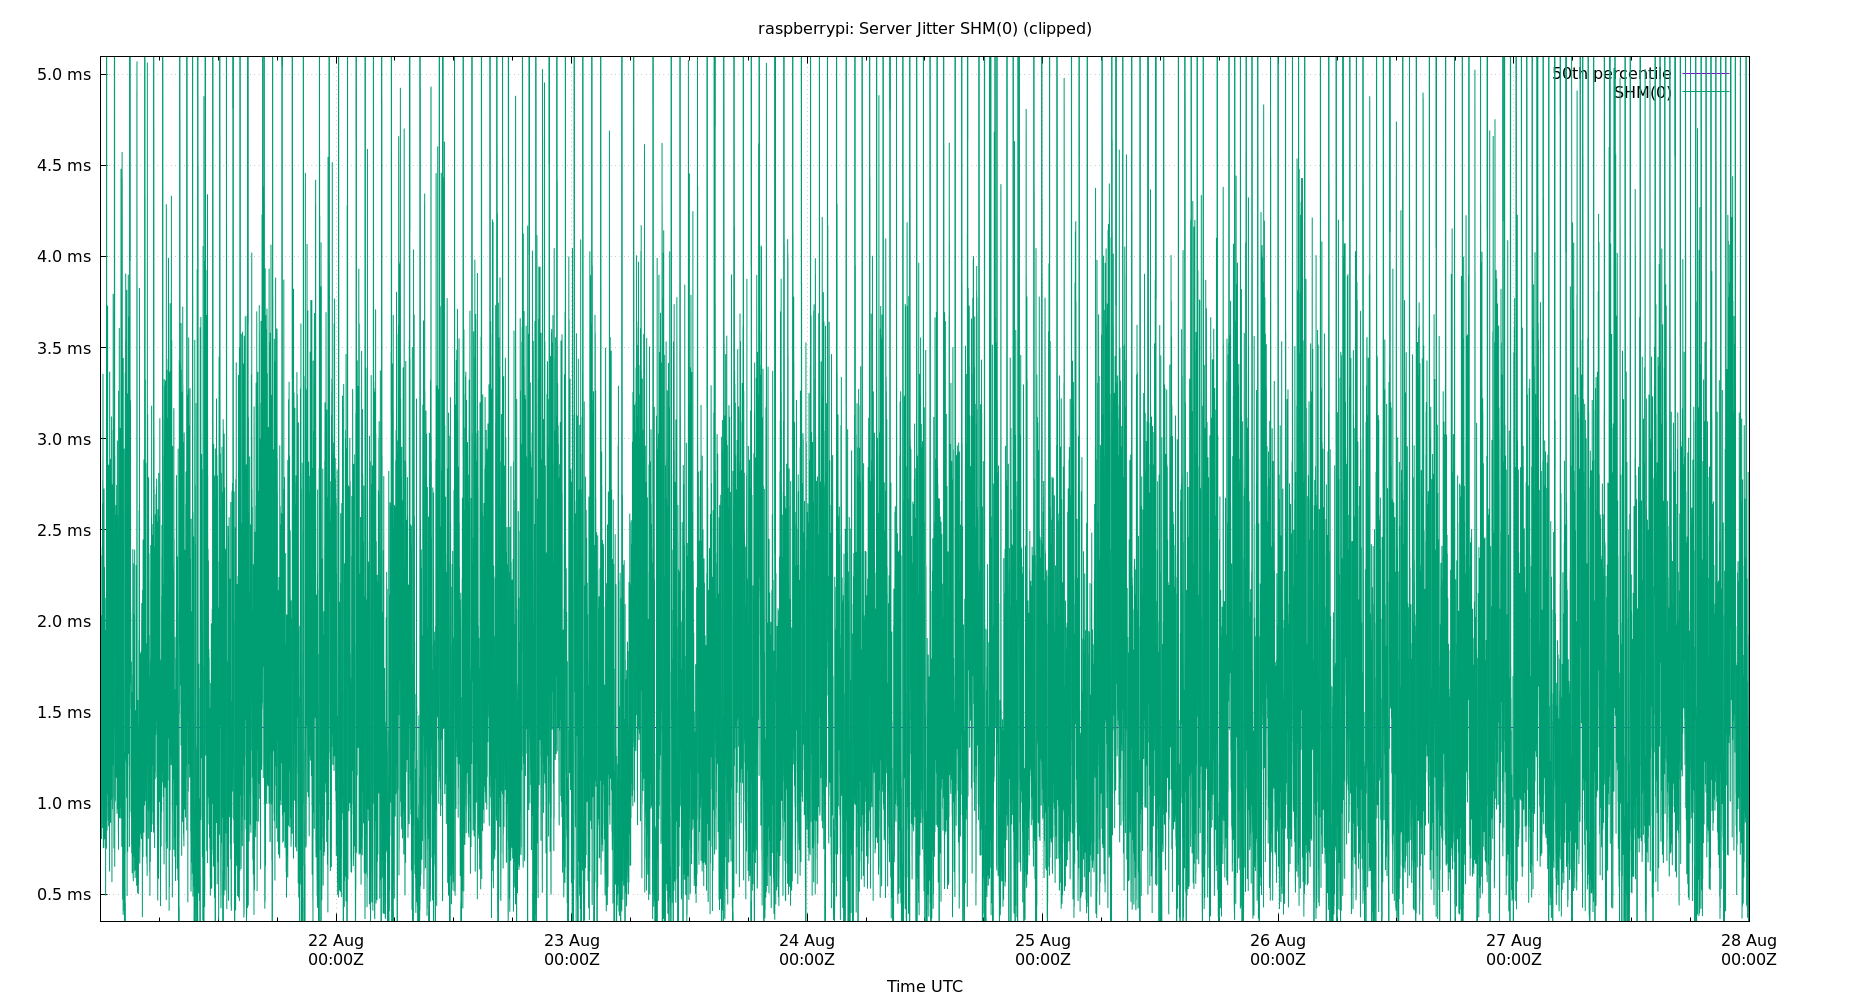 raspberrypi: Server Jitter SHM(0) (clipped)
5.0 ms
50th percentile
SHM(0)
4.5 ms
4.0 ms
3.5 ms
3.0 ms
2.5 ms
2.0 ms
1.5 ms
1.0 ms
0.5 ms
22 Aug 23 Aug 24 Aug 25 Aug 26 Aug 27 Aug 28 Aug
00:00Z 00:00Z 00:00Z 00:00Z 00:00Z 00:00Z 00:00Z
Time UTC